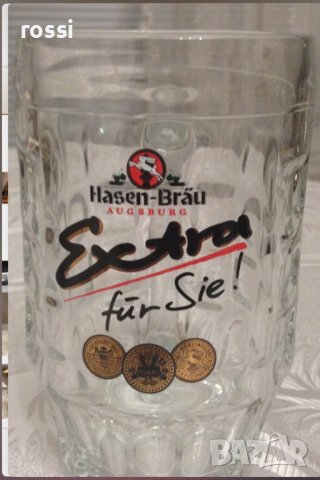 rossi
Hasen-Bräu
AUGSBURG
Extra
für Sie!
BAZAR